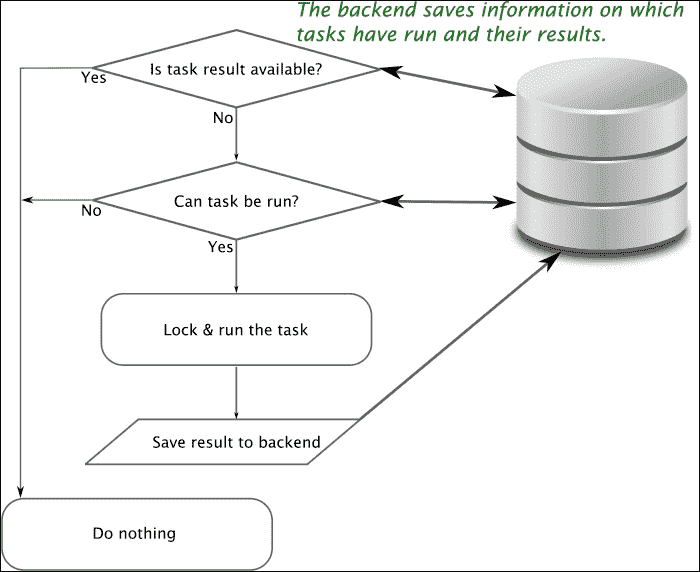 The backend saves information on which
tasks have run and their results.
Is task result available?
Yes
No
Can task be run?
No
Yes
Lock & run the task
Save result to backend
Do nothing